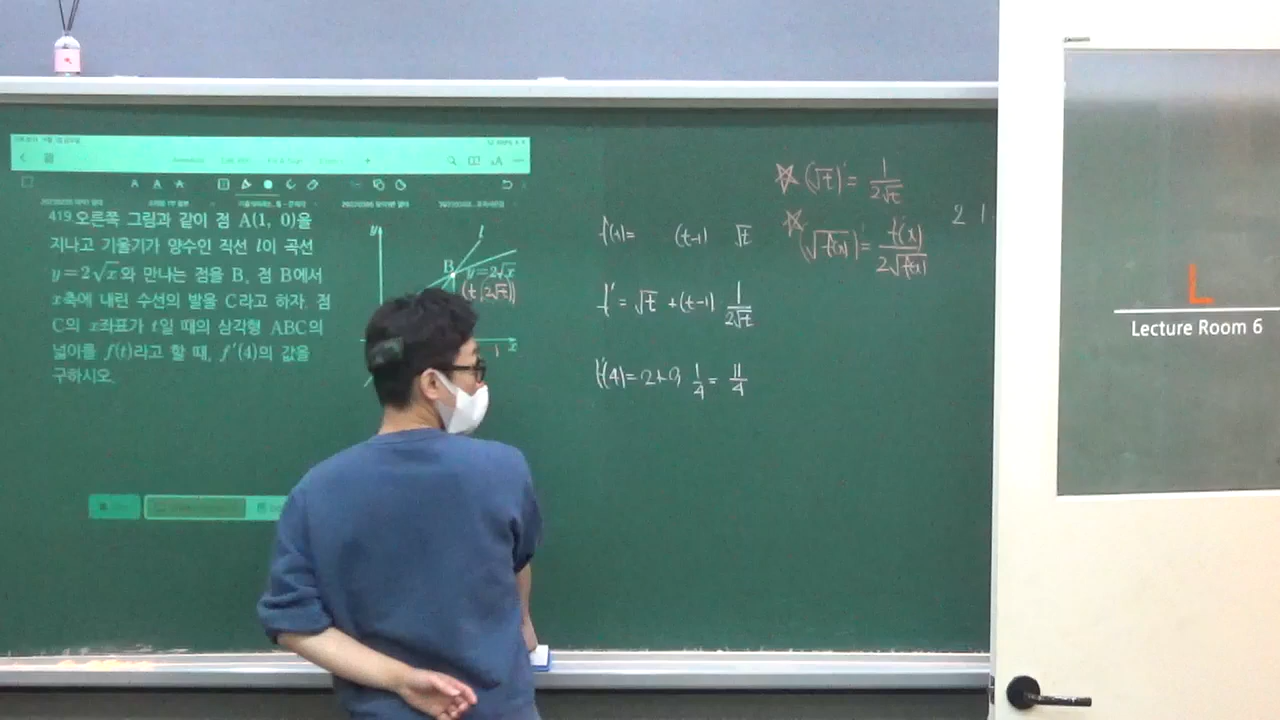 419 오른쪽 그림과 같이 점 A(1, 0)을
지나고 기울기가 양수인 직선 l이 곡선
y=2√x와 만나는 점을 B, 점 B에서
x축에 내린 수선의 발을 C라고 하자. 점
C의 x좌표가 t일 때의 삼각형 ABC의
넓이를 f(t)라고 할 때, f′(4)의 값을
구하시오.
y
l
B
y=2√x
(t, 2√t)
x
f(t)= (t-1) √t
f′ = √t +(t-1) 1/2√t
f′(4)=2+3 1/4 = 11/4
☆ (√t)′= 1/2√t
☆ (√f(x))′= f′(x)/2√f(x)
2 1
L
Lecture Room 6